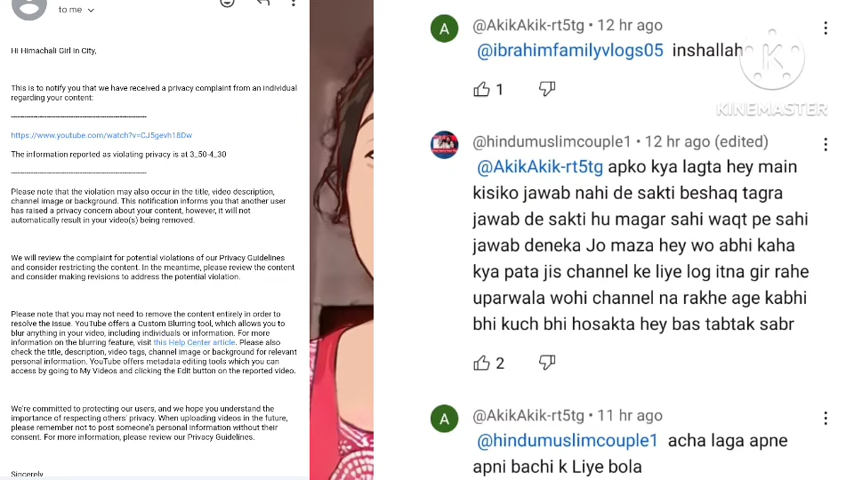 to me
Hi Himachali Girl In City,
This is to notify you that we have received a privacy complaint from an individual
regarding your content:
------------------------------------------------------
https://www.youtube.com/watch?v=CJ5gevh18Dw
The information reported as violating privacy is at 3_50-4_30
------------------------------------------------------
Please note that the violation may also occur in the title, video description,
channel image or background. This notification informs you that another user
has raised a privacy concern about your content, however, it will not
automatically result in your video(s) being removed.
We will review the complaint for potential violations of our Privacy Guidelines
and consider restricting the content. In the meantime, please review the content
and consider making revisions to address the potential violation.
Please note that you may not need to remove the content entirely in order to
resolve the issue. YouTube offers a Custom Blurring tool, which allows you to
blur anything in your video, including individuals or information. For more
information on the blurring feature, visit this Help Center article. Please also
check the title, description, video tags, channel image or background for relevant
personal information. YouTube offers metadata editing tools which you can
access by going to My Videos and clicking the Edit button on the reported video.
We're committed to protecting our users, and we hope you understand the
importance of respecting others' privacy. When uploading videos in the future,
please remember not to post someone's personal information without their
consent. For more information, please review our Privacy Guidelines.
Sincerely
A
@AkikAkik-rt5tg • 12 hr ago
@ibrahimfamilyvlogs05 inshallah
1
K
KINEMASTER
@hindumuslimcouple1 • 12 hr ago (edited)
@AkikAkik-rt5tg apko kya lagta hey main
kisiko jawab nahi de sakti beshaq tagra
jawab de sakti hu magar sahi waqt pe sahi
jawab deneka Jo maza hey wo abhi kaha
kya pata jis channel ke liye log itna gir rahe
uparwala wohi channel na rakhe age kabhi
bhi kuch bhi hosakta hey bas tabtak sabr
2
A
@AkikAkik-rt5tg • 11 hr ago
@hindumuslimcouple1 acha laga apne
apni bachi k Liye bola